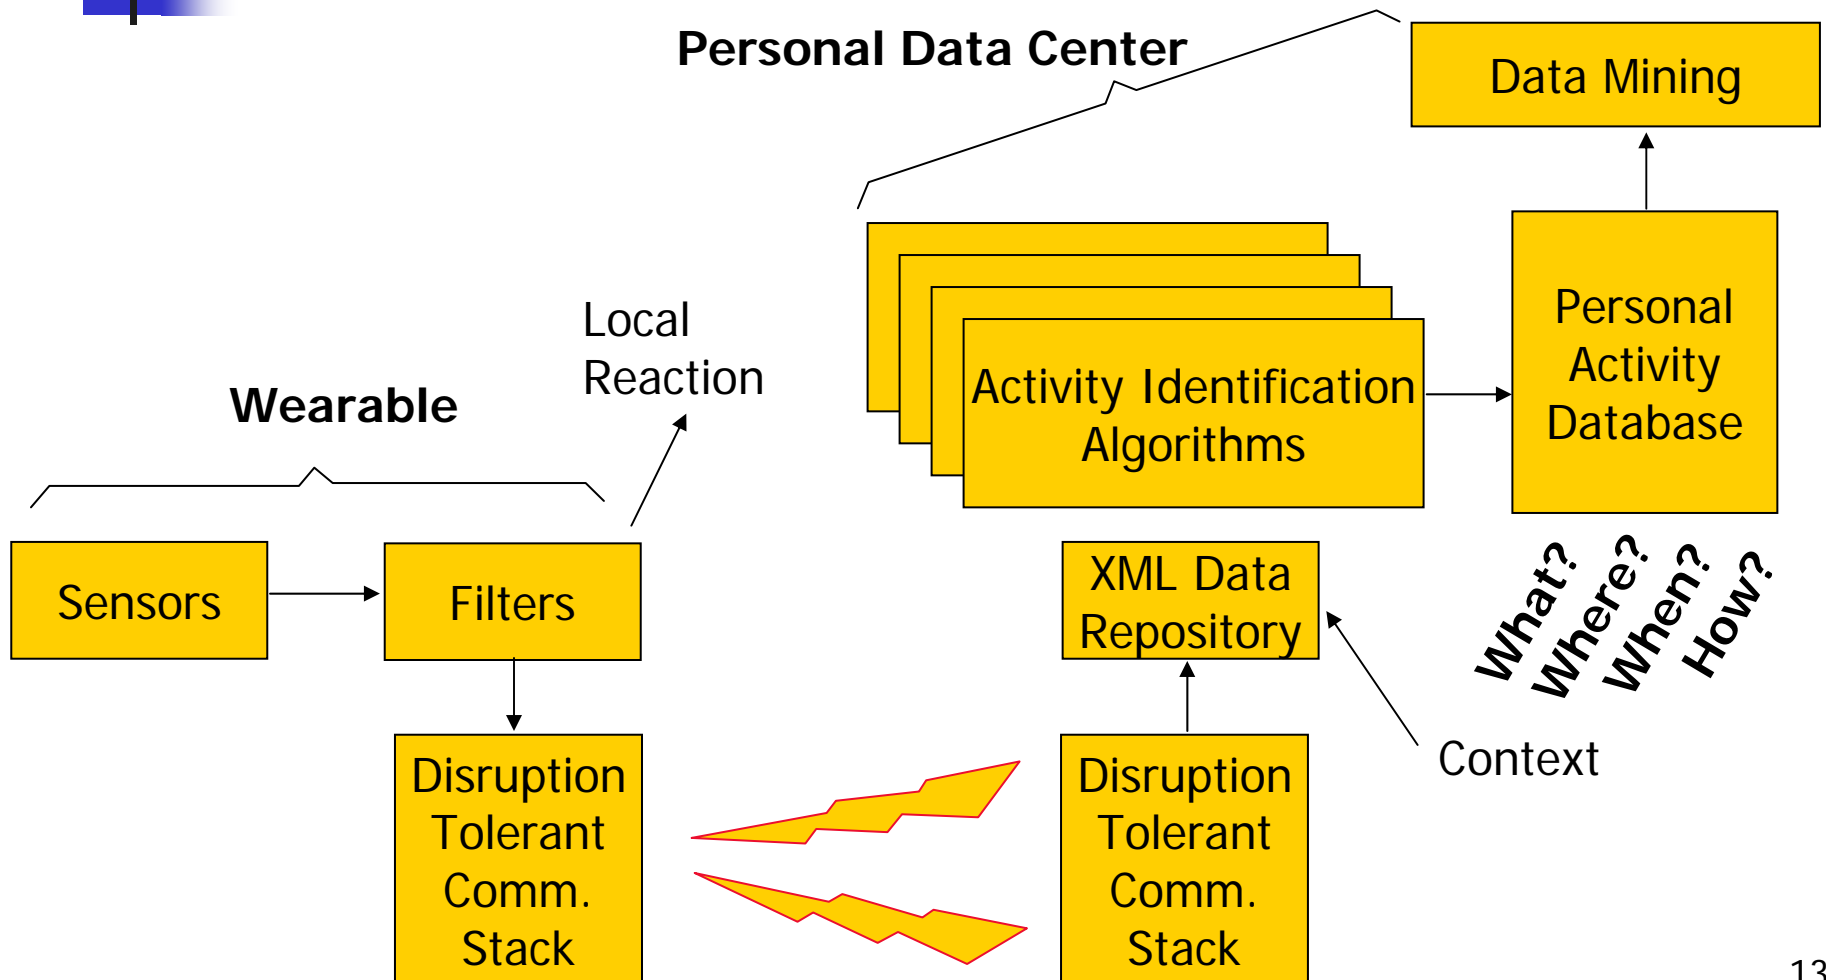 Personal Data Center
Data Mining
Local
Reaction
Wearable
Activity Identification
Algorithms
Personal
Activity
Database
Sensors
Filters
XML Data
Repository
What?
Where?
When?
How?
Context
Disruption
Tolerant
Comm.
Stack
Disruption
Tolerant
Comm.
Stack
13